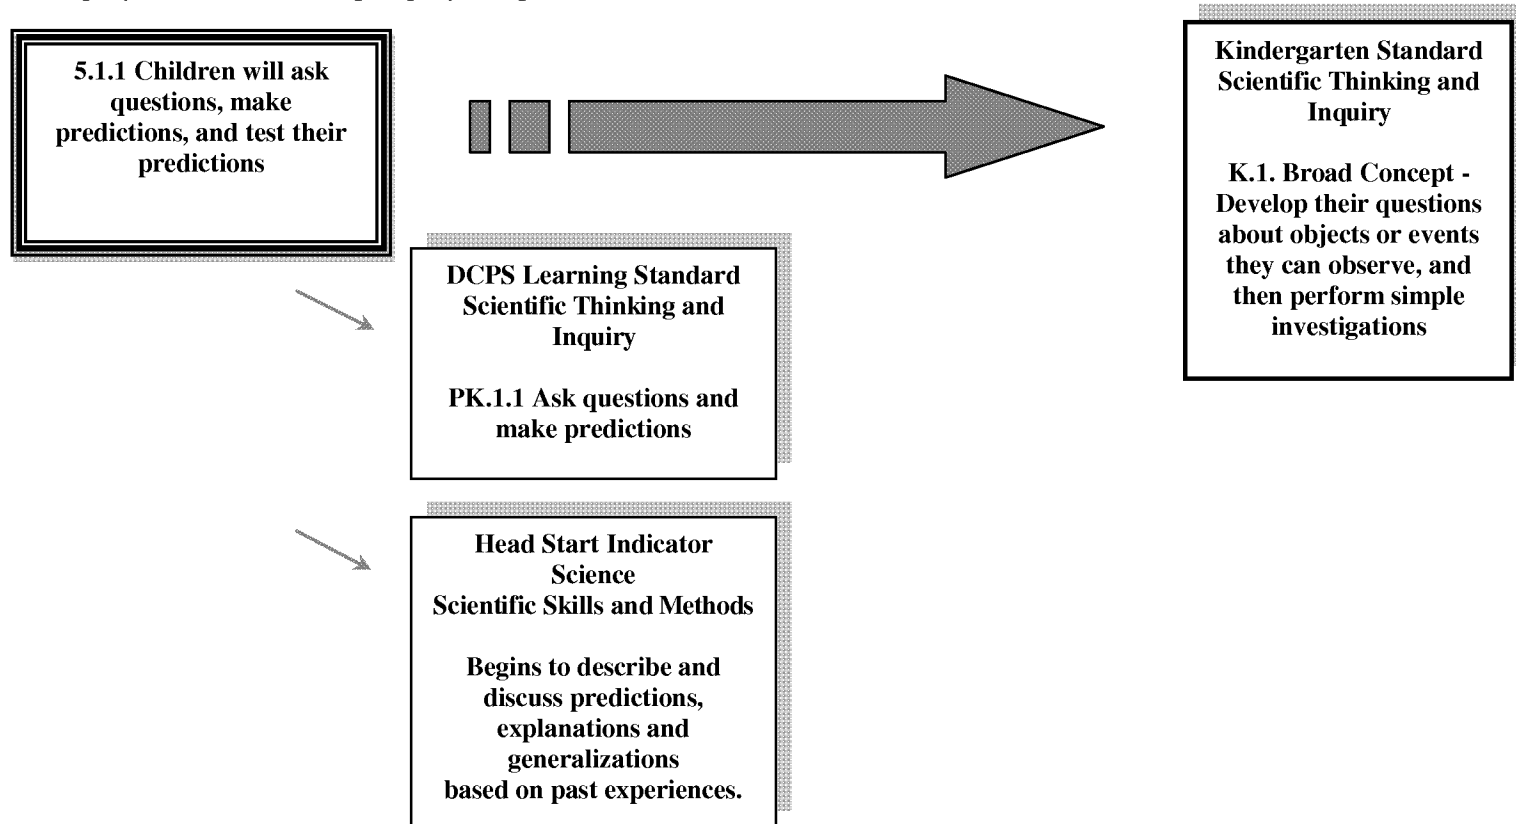 5.1.1 Children will ask
questions, make
predictions, and test their
predictions
Kindergarten Standard
Scientific Thinking and
Inquiry
K.1. Broad Concept -
Develop their questions
about objects or events
they can observe, and
then perform simple
investigations
DCPS Learning Standard
Scientific Thinking and
Inquiry
PK.1.1 Ask questions and
make predictions
Head Start Indicator
Science
Scientific Skills and Methods
Begins to describe and
discuss predictions,
explanations and
generalizations
based on past experiences.